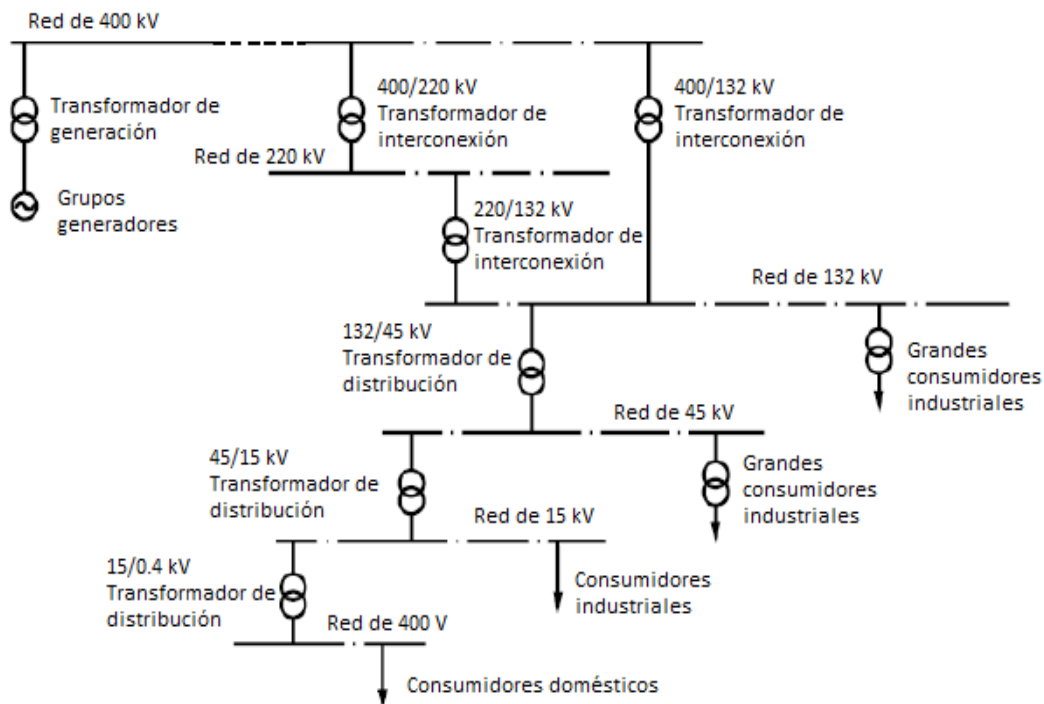 Red de 400 kV
Transformador de
generación
Grupos
generadores
400/220 kV
Transformador de
interconexión
400/132 kV
Transformador de
interconexión
Red de 220 kV
220/132 kV
Transformador de
interconexión
Red de 132 kV
132/45 kV
Transformador de
distribución
Grandes
consumidores
industriales
Red de 45 kV
45/15 kV
Transformador de
distribución
Grandes
consumidores
industriales
Red de 15 kV
15/0.4 kV
Transformador de
distribución
Consumidores
industriales
Red de 400 V
Consumidores domésticos